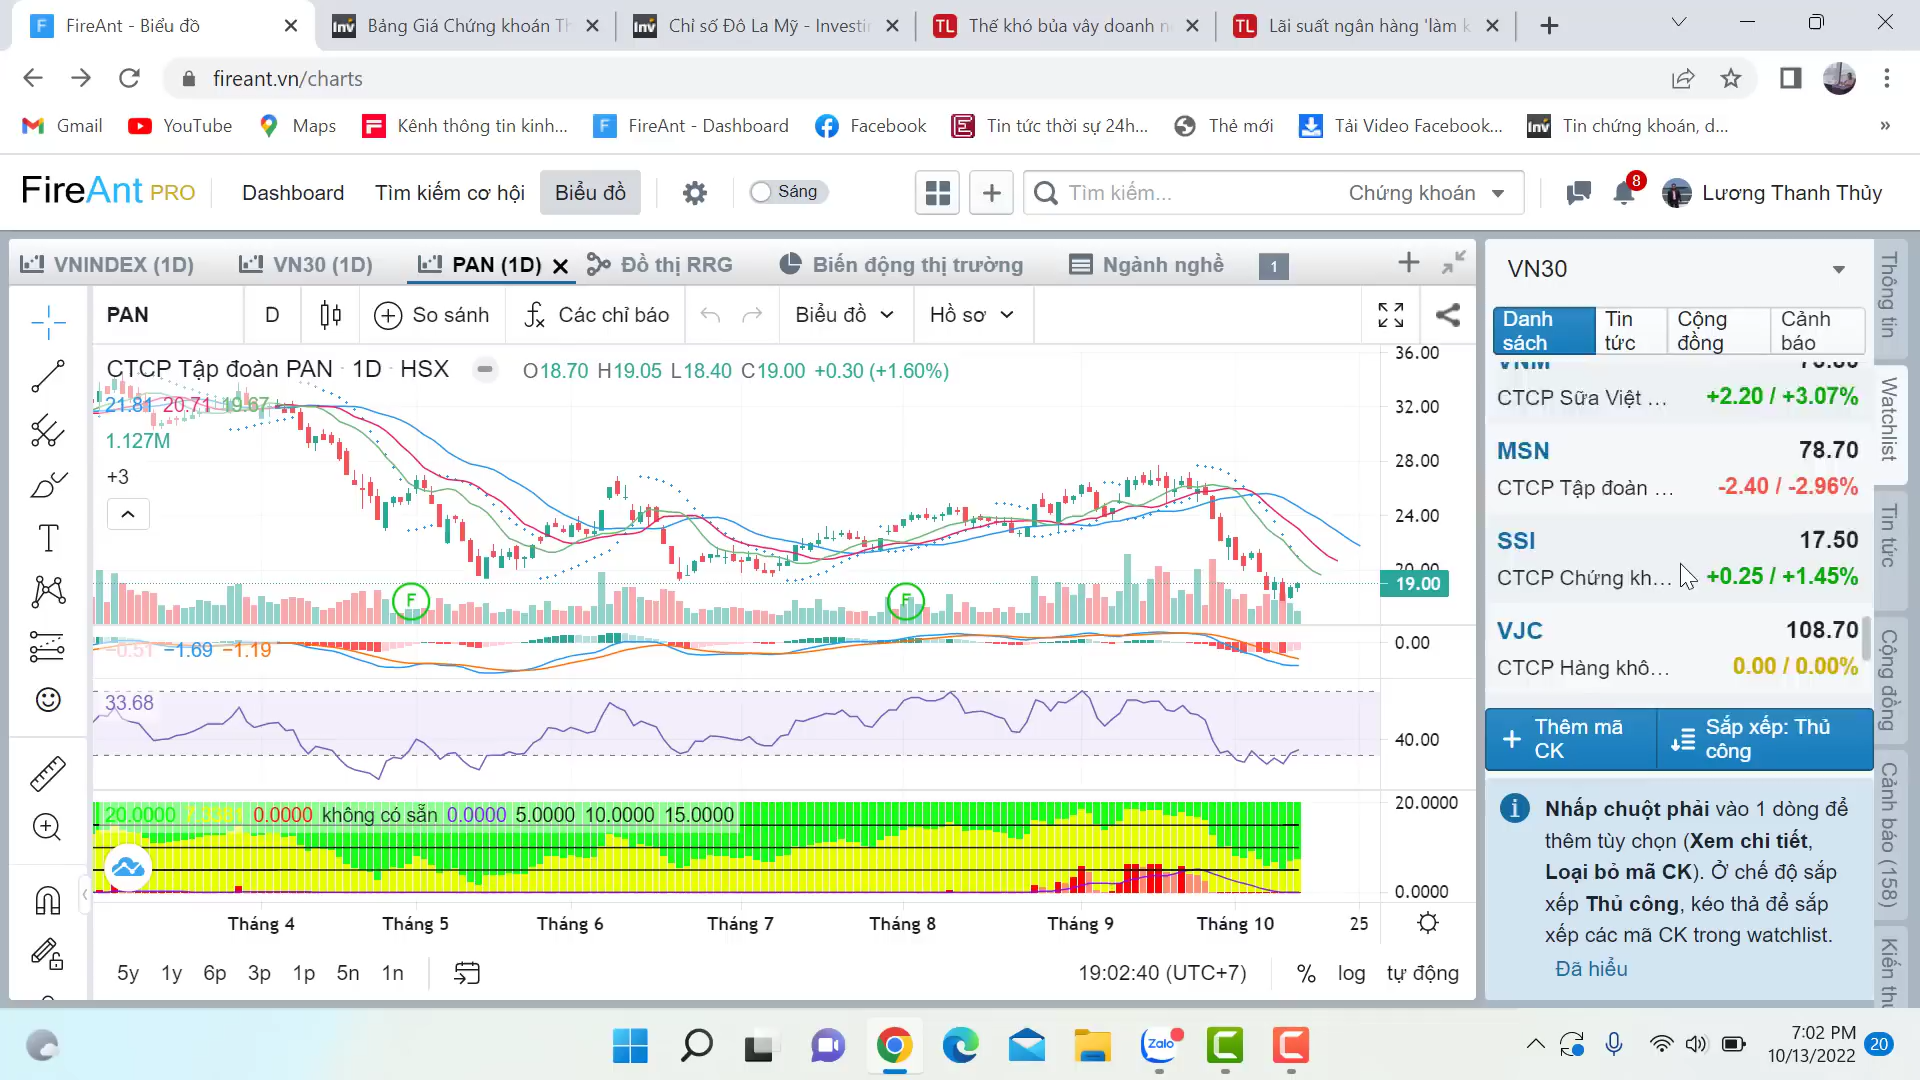 FireAnt - Biểu đồ
Bảng Giá Chứng khoán Th
Chỉ số Đô La Mỹ - Investin
Thế khó bủa vây doanh n
Lãi suất ngân hàng 'làm k
fireant.vn/charts
Gmail
YouTube
Maps
Kênh thông tin kinh...
FireAnt - Dashboard
Facebook
Tin tức thời sự 24h...
Thẻ mới
Tải Video Facebook...
Tin chứng khoán, d...
»
FireAnt PRO
Dashboard
Tìm kiếm cơ hội
Biểu đồ
Sáng
Tìm kiếm...
Chứng khoán
8
Lương Thanh Thủy
VNINDEX (1D)
VN30 (1D)
PAN (1D)
Đồ thị RRG
Biến động thị trường
Ngành nghề
1
PAN
D
So sánh
Các chỉ báo
Biểu đồ
Hồ sơ
CTCP Tập đoàn PAN · 1D · HSX
O18.70 H19.05 L18.40 C19.00 +0.30 (+1.60%)
21.81 20.71 19.67
1.127M
+3
36.00
32.00
28.00
24.00
20.00
19.00
F
F
−0.51 −1.69 −1.19
0.00
33.68
40.00
20.0000 7.3381 0.0000 không có sẵn 0.0000 5.0000 10.0000 15.0000
20.0000
0.0000
Tháng 4
Tháng 5
Tháng 6
Tháng 7
Tháng 8
Tháng 9
Tháng 10
25
5y 1y 6p 3p 1p 5n 1n
19:02:40 (UTC+7)
% log tự động
VN30
Danh sách
Tin tức
Cộng đồng
Cảnh báo
VNM
CTCP Sữa Việt ...
+2.20 / +3.07%
MSN
78.70
CTCP Tập đoàn ...
-2.40 / -2.96%
SSI
17.50
CTCP Chứng kh...
+0.25 / +1.45%
VJC
108.70
CTCP Hàng khô...
0.00 / 0.00%
Thêm mã CK
Sắp xếp: Thủ công
Nhấp chuột phải vào 1 dòng để
thêm tùy chọn (Xem chi tiết,
Loại bỏ mã CK). Ở chế độ sắp
xếp Thủ công, kéo thả để sắp
xếp các mã CK trong watchlist.
Đã hiểu
Thông tin
Watchlist
Tin tức
Cộng đồng
Cảnh báo (158)
Kiến thứ
Zalo
7:02 PM
10/13/2022
20